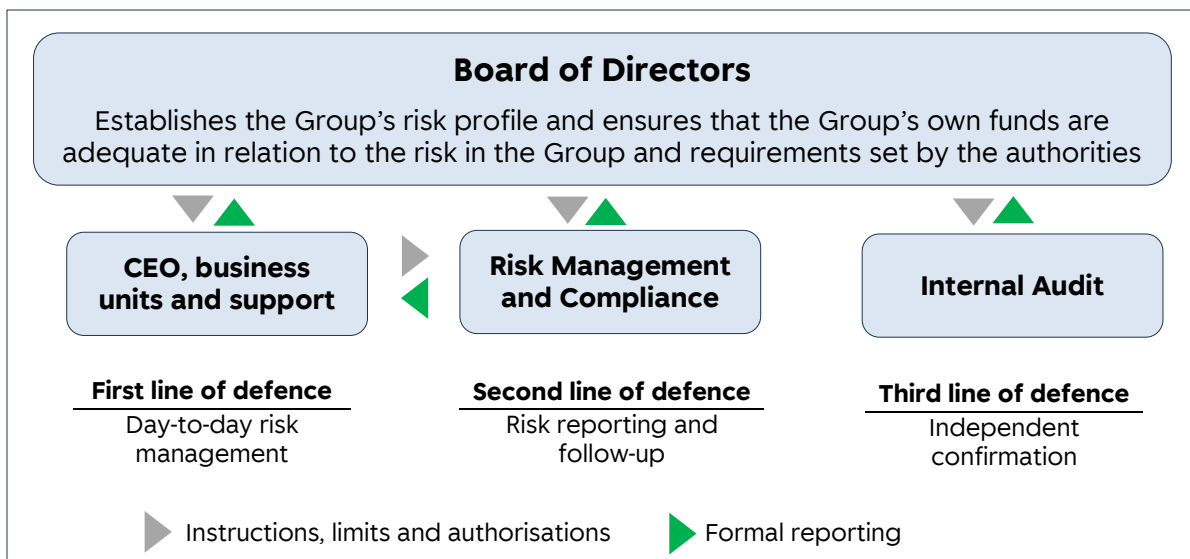 Board of Directors
Establishes the Group’s risk profile and ensures that the Group’s own funds are
adequate in relation to the risk in the Group and requirements set by the authorities
CEO, business
units and support
Risk Management
and Compliance
Internal Audit
First line of defence
Day-to-day risk
management
Second line of defence
Risk reporting and
follow-up
Third line of defence
Independent
confirmation
Instructions, limits and authorisations
Formal reporting